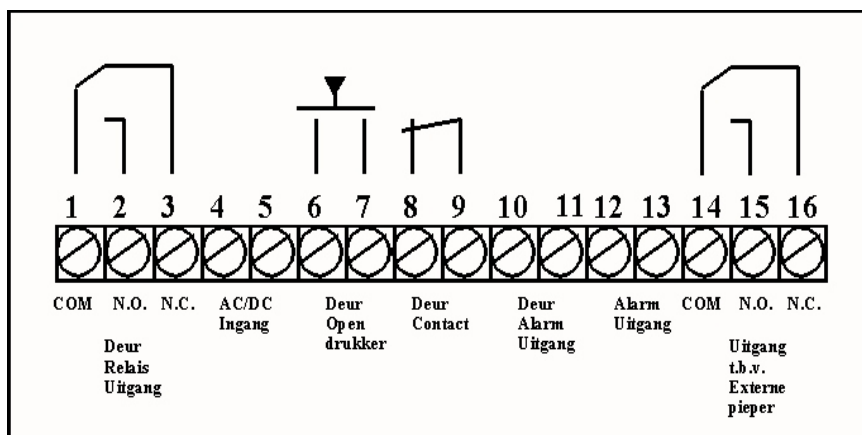 1 2 3 4 5 6 7 8 9 10 11 12 13 14 15 16
COM N.O. N.C. AC/DC Deur Deur Deur Alarm COM N.O. N.C.
Ingang Open Contact Alarm Uitgang
Deur drukker Uitgang Uitgang
Relais t.b.v.
Uitgang Externe
pieper